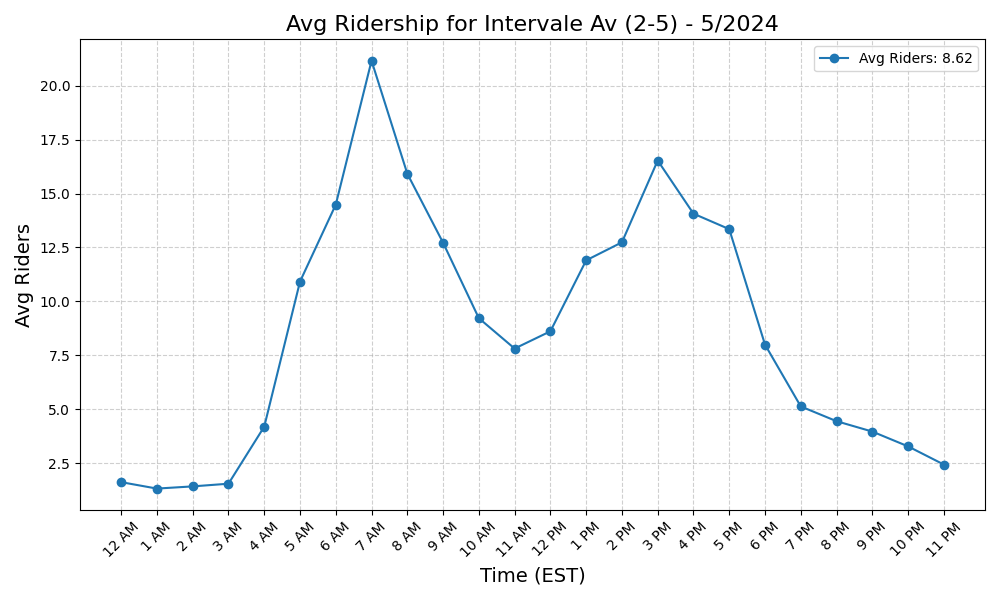 Avg Ridership for Intervale Av (2-5) - 5/2024
Avg Riders: 8.62
Avg Riders
20.0
17.5
15.0
12.5
10.0
7.5
5.0
2.5
12 AM
1 AM
2 AM
3 AM
4 AM
5 AM
6 AM
7 AM
8 AM
9 AM
10 AM
11 AM
12 PM
1 PM
2 PM
3 PM
4 PM
5 PM
6 PM
7 PM
8 PM
9 PM
10 PM
11 PM
Time (EST)